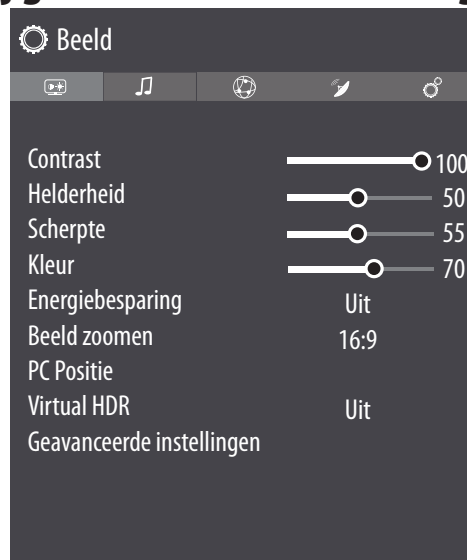 Beeld
Contrast 100
Helderheid 50
Scherpte 55
Kleur 70
Energiebesparing Uit
Beeld zoomen 16:9
PC Positie
Virtual HDR Uit
Geavanceerde instellingen